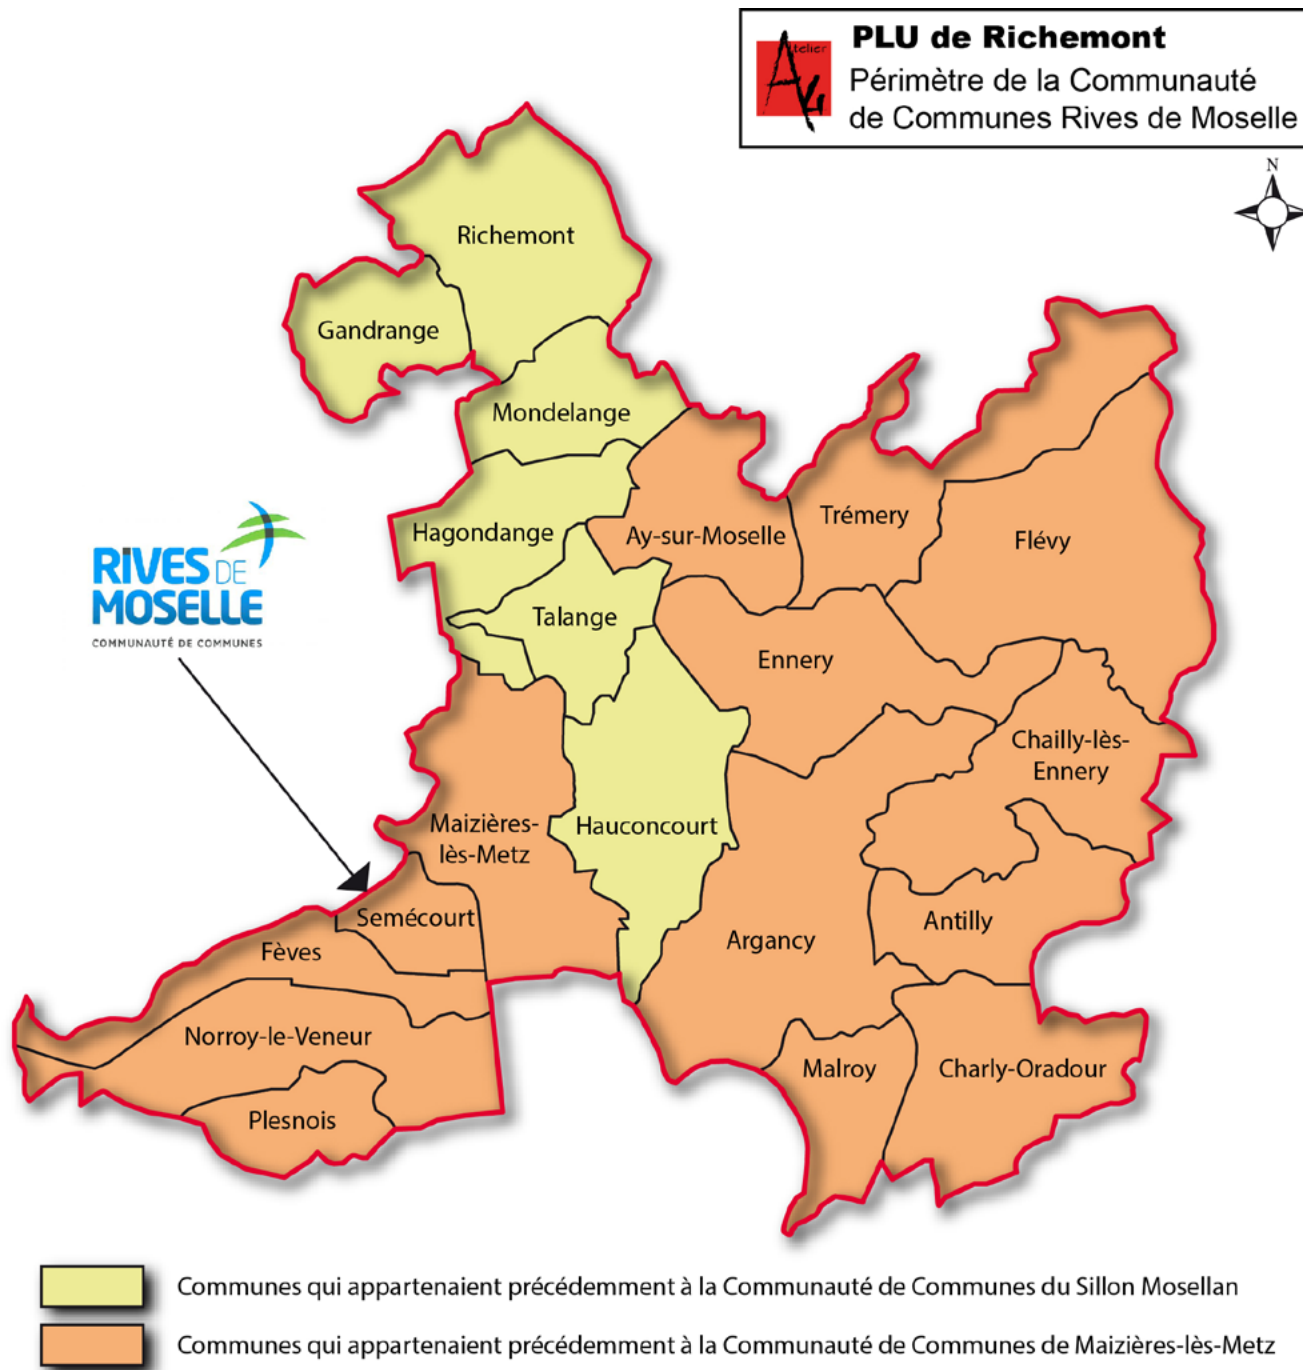 Atelier
PLU de Richemont
Périmètre de la Communauté
de Communes Rives de Moselle
N
Richemont
Gandrange
Mondelange
Hagondange
Ay-sur-Moselle
Trémery
Flévy
Talange
Ennery
RIVES DE
MOSELLE
COMMUNAUTÉ DE COMMUNES
Chailly-lès-
Ennery
Maizières-
lès-Metz
Hauconcourt
Semécourt
Antilly
Argancy
Fèves
Norroy-le-Veneur
Malroy
Charly-Oradour
Plesnois
Communes qui appartenaient précédemment à la Communauté de Communes du Sillon Mosellan
Communes qui appartenaient précédemment à la Communauté de Communes de Maizières-lès-Metz